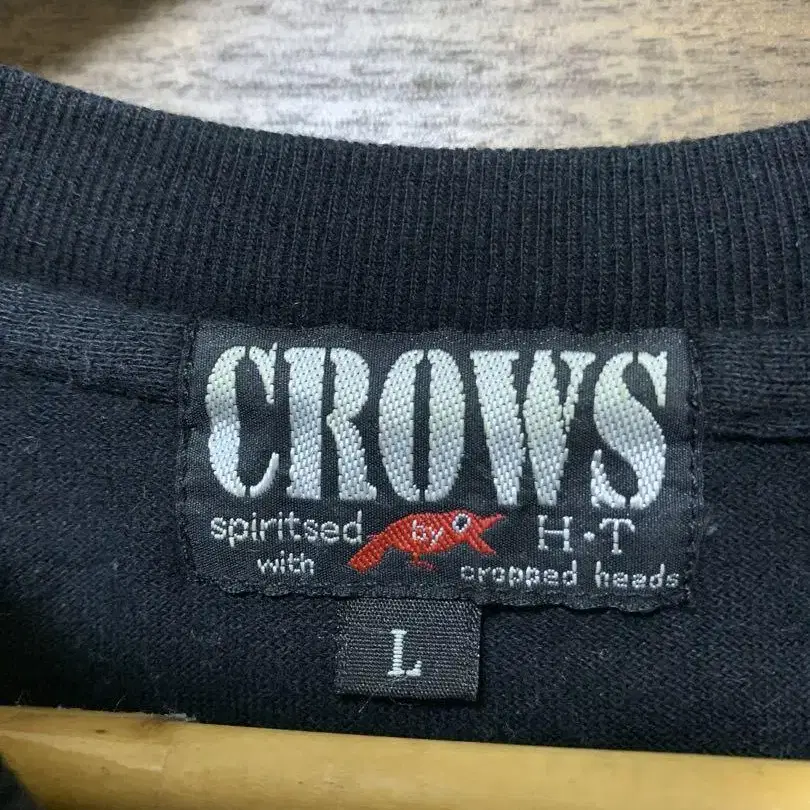 CROWS
spiritsed by H·T
with cropped heads
L